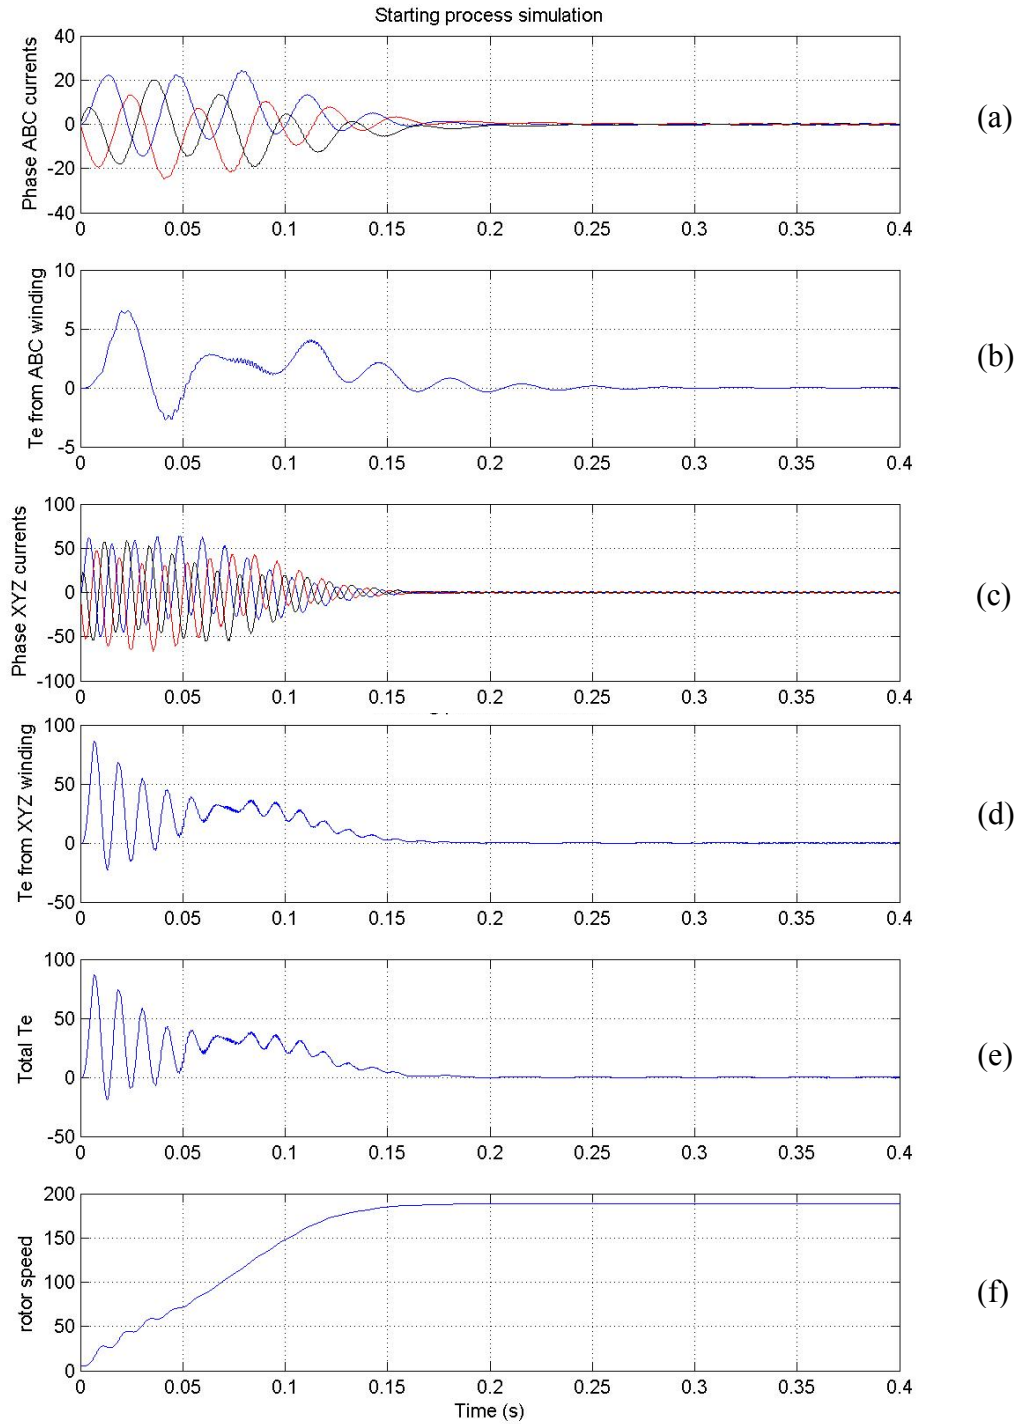 Starting process simulation
Phase ABC currents
40
20
0
-20
-40
0 0.05 0.1 0.15 0.2 0.25 0.3 0.35 0.4
(a)
Te from ABC winding
10
5
0
-5
0 0.05 0.1 0.15 0.2 0.25 0.3 0.35 0.4
(b)
Phase XYZ currents
100
50
0
-50
-100
0 0.05 0.1 0.15 0.2 0.25 0.3 0.35 0.4
(c)
Te from XYZ winding
100
50
0
-50
0 0.05 0.1 0.15 0.2 0.25 0.3 0.35 0.4
(d)
Total Te
100
50
0
-50
0 0.05 0.1 0.15 0.2 0.25 0.3 0.35 0.4
(e)
rotor speed
200
150
100
50
0
0 0.05 0.1 0.15 0.2 0.25 0.3 0.35 0.4
(f)
Time (s)